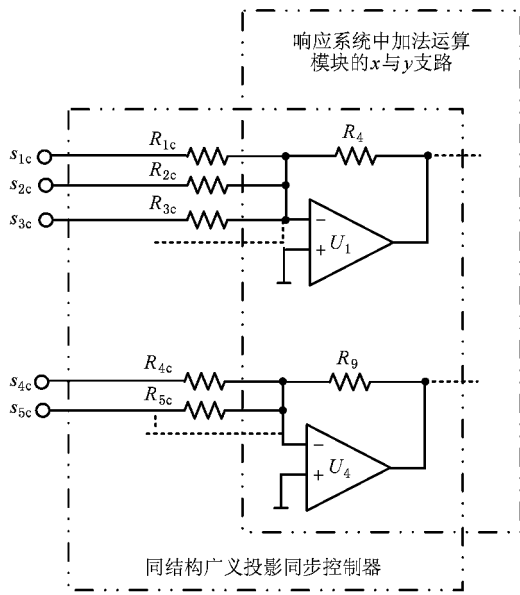 响应系统中加法运算
模块的x与y支路
s1c
R1c
R4
s2c
R2c
s3c
R3c
−
+
U1
s4c
R4c
R9
s5c
R5c
−
+
U4
同结构广义投影同步控制器